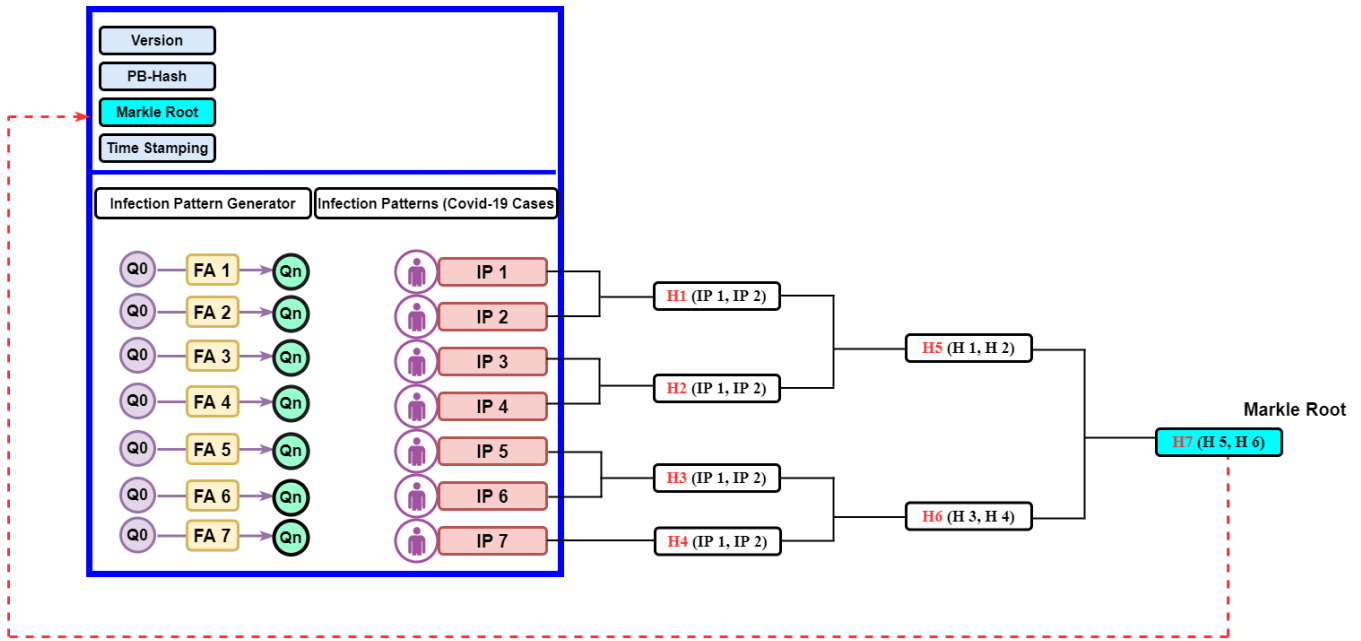 Version
PB-Hash
Markle Root
Time Stamping
Infection Pattern Generator
Infection Patterns (Covid-19 Cases
Q0 FA 1 Qn IP 1
Q0 FA 2 Qn IP 2
Q0 FA 3 Qn IP 3
Q0 FA 4 Qn IP 4
Q0 FA 5 Qn IP 5
Q0 FA 6 Qn IP 6
Q0 FA 7 Qn IP 7
H1 (IP 1, IP 2)
H2 (IP 1, IP 2)
H3 (IP 1, IP 2)
H4 (IP 1, IP 2)
H5 (H 1, H 2)
H6 (H 3, H 4)
Markle Root
H7 (H 5, H 6)